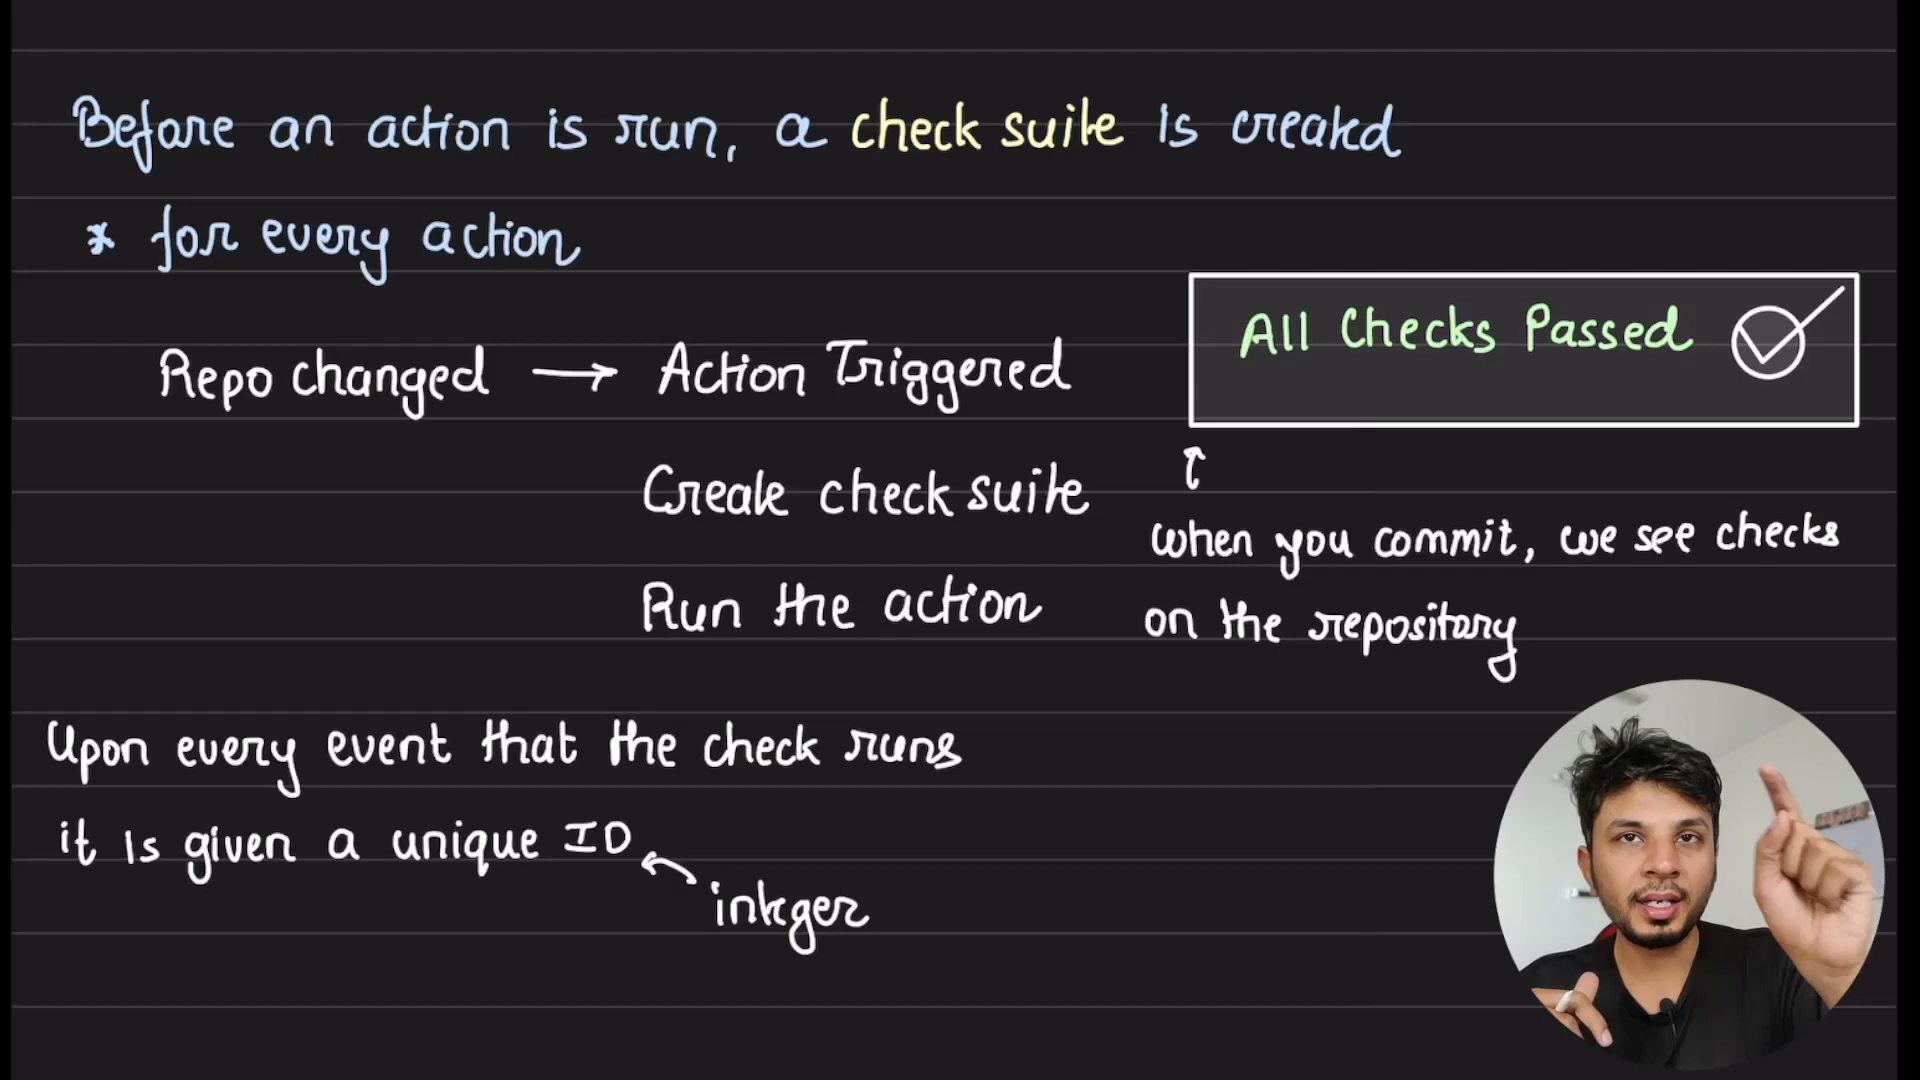 Before an action is run, a check suite is created
* for every action
Repo changed → Action Triggered
Create check suite
Run the action
All Checks Passed
↑
when you commit, we see checks
on the repository
Upon every event that the check runs
it is given a unique ID
integer